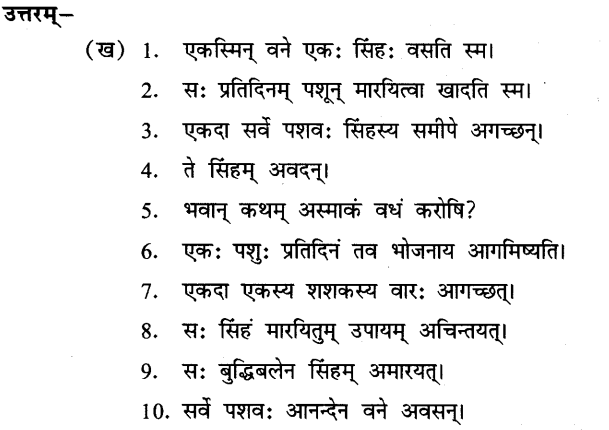 उत्तरम्–
(ख) 1. एकस्मिन् वने एकः सिंहः वसति स्म।
2. सः प्रतिदिनम् पशून् मारयित्वा खादति स्म।
3. एकदा सर्वे पशवः सिंहस्य समीपे अगच्छन्।
4. ते सिंहम् अवदन्।
5. भवान् कथम् अस्माकं वधं करोषि?
6. एकः पशुः प्रतिदिनं तव भोजनाय आगमिष्यति।
7. एकदा एकस्य शशकस्य वारः आगच्छत्।
8. सः सिंहं मारयितुम् उपायम् अचिन्तयत्।
9. सः बुद्धिबलेन सिंहम् अमारयत्।
10. सर्वे पशवः आनन्देन वने अवसन्।